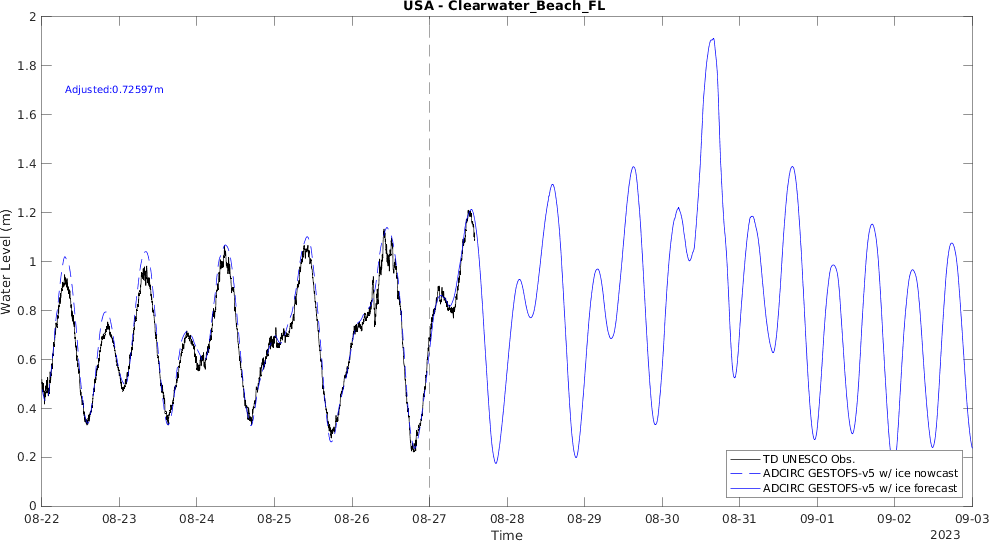 USA - Clearwater_Beach_FL
2
1.8
1.6
1.4
1.2
1
0.8
0.6
0.4
0.2
0
Water Level (m)
Adjusted:0.72597m
TD UNESCO Obs.
ADCIRC GESTOFS-v5 w/ ice nowcast
ADCIRC GESTOFS-v5 w/ ice forecast
08-22 08-23 08-24 08-25 08-26 08-27 08-28 08-29 08-30 08-31 09-01 09-02 09-03
Time
2023